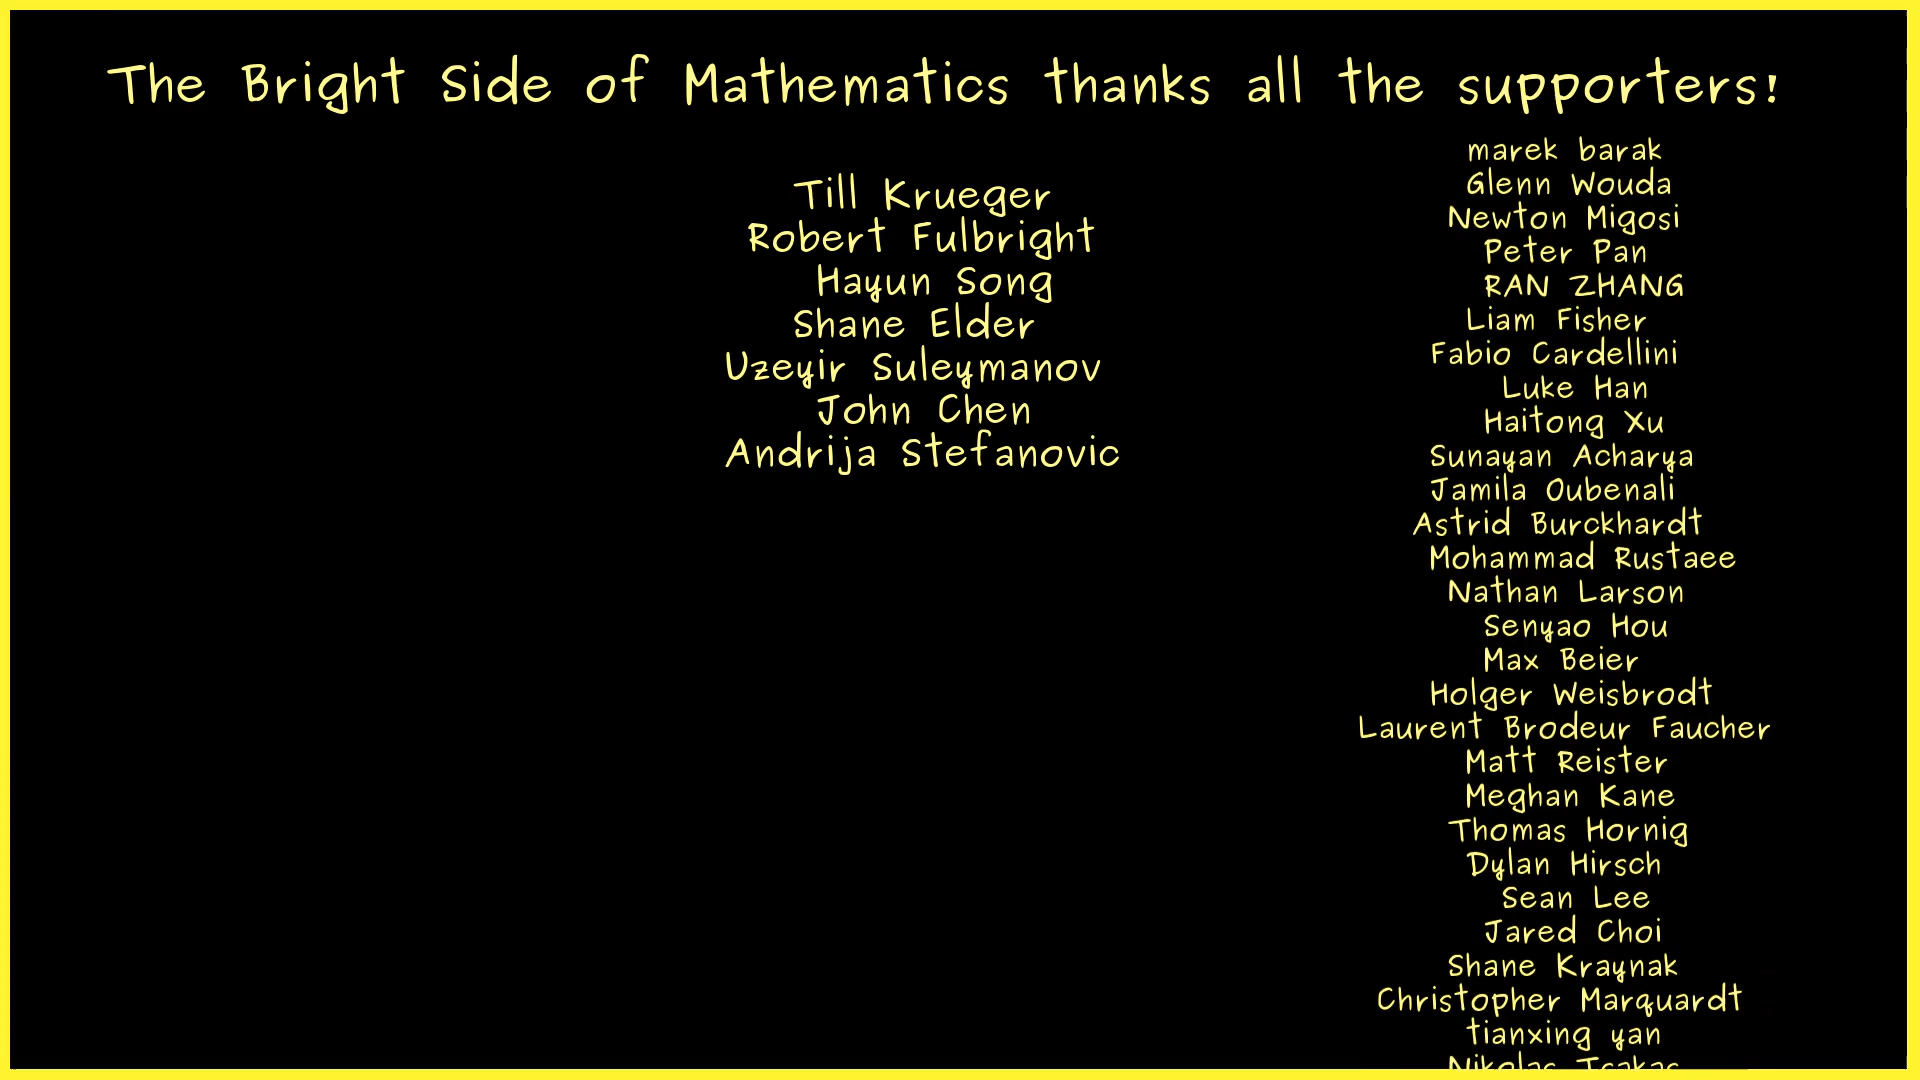 The Bright Side of Mathematics thanks all the supporters!
Till Krueger
Robert Fulbright
Hayun Song
Shane Elder
Uzeyir Suleymanov
John Chen
Andrija Stefanovic
marek barak
Glenn Wouda
Newton Migosi
Peter Pan
RAN ZHANG
Liam Fisher
Fabio Cardellini
Luke Han
Haitong Xu
Sunayan Acharya
Jamila Oubenali
Astrid Burckhardt
Mohammad Rustaee
Nathan Larson
Senyao Hou
Max Beier
Holger Weisbrodt
Laurent Brodeur Faucher
Matt Reister
Meghan Kane
Thomas Hornig
Dylan Hirsch
Sean Lee
Jared Choi
Shane Kraynak
Christopher Marquardt
tianxing yan